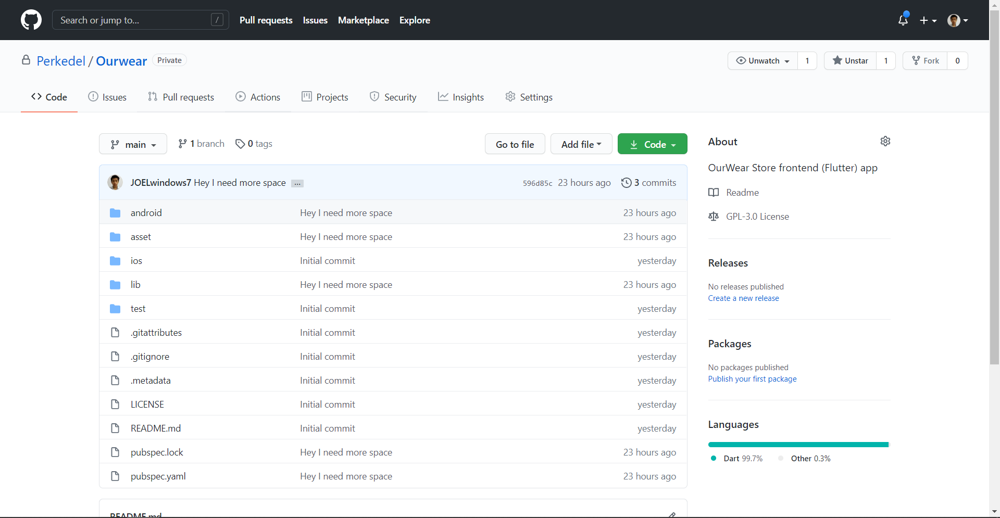 Search or jump to... / Pull requests Issues Marketplace Explore
Perkedel / Ourwear Private Unwatch 1 Unstar 1 Fork 0
Code Issues Pull requests Actions Projects Security Insights Settings
main 1 branch 0 tags Go to file Add file Code
JOELwindows7 Hey I need more space ... 596d85c 23 hours ago 3 commits
android Hey I need more space 23 hours ago
asset Hey I need more space 23 hours ago
ios Initial commit yesterday
lib Hey I need more space 23 hours ago
test Initial commit yesterday
.gitattributes Initial commit yesterday
.gitignore Initial commit yesterday
.metadata Initial commit yesterday
LICENSE Initial commit yesterday
README.md Initial commit yesterday
pubspec.lock Hey I need more space 23 hours ago
pubspec.yaml Hey I need more space 23 hours ago
README.md
About
OurWear Store frontend (Flutter) app
Readme
GPL-3.0 License
Releases
No releases published
Create a new release
Packages
No packages published
Publish your first package
Languages
Dart 99.7% Other 0.3%